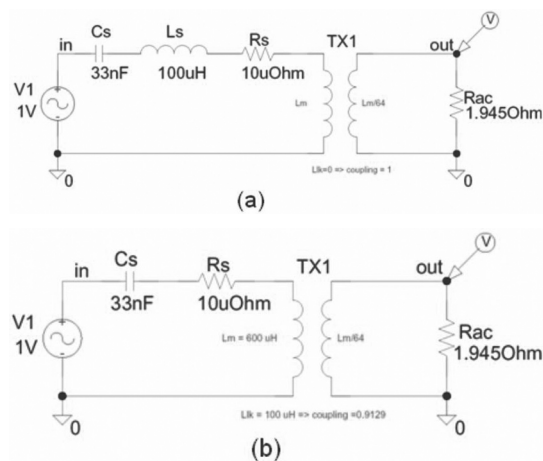 in
Cs
33nF
Ls
100uH
Rs
10uOhm
TX1
out
V
V1
1V
Lm
Lm/64
Rac
1.945Ohm
Llk=0 => coupling = 1
0
0
(a)
in
Cs
33nF
Rs
10uOhm
TX1
out
V
V1
1V
Lm = 600 uH
Lm/64
Rac
1.945Ohm
Llk = 100 uH => coupling =0.9129
0
0
(b)